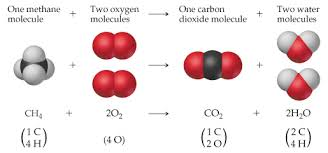 One methane + Two oxygen → One carbon + Two water
molecule molecules dioxide molecule molecules
CH₄ + 2O₂ → CO₂ + 2H₂O
(1 C (4 O) (1 C (2 C
4 H) 2 O) 4 H)